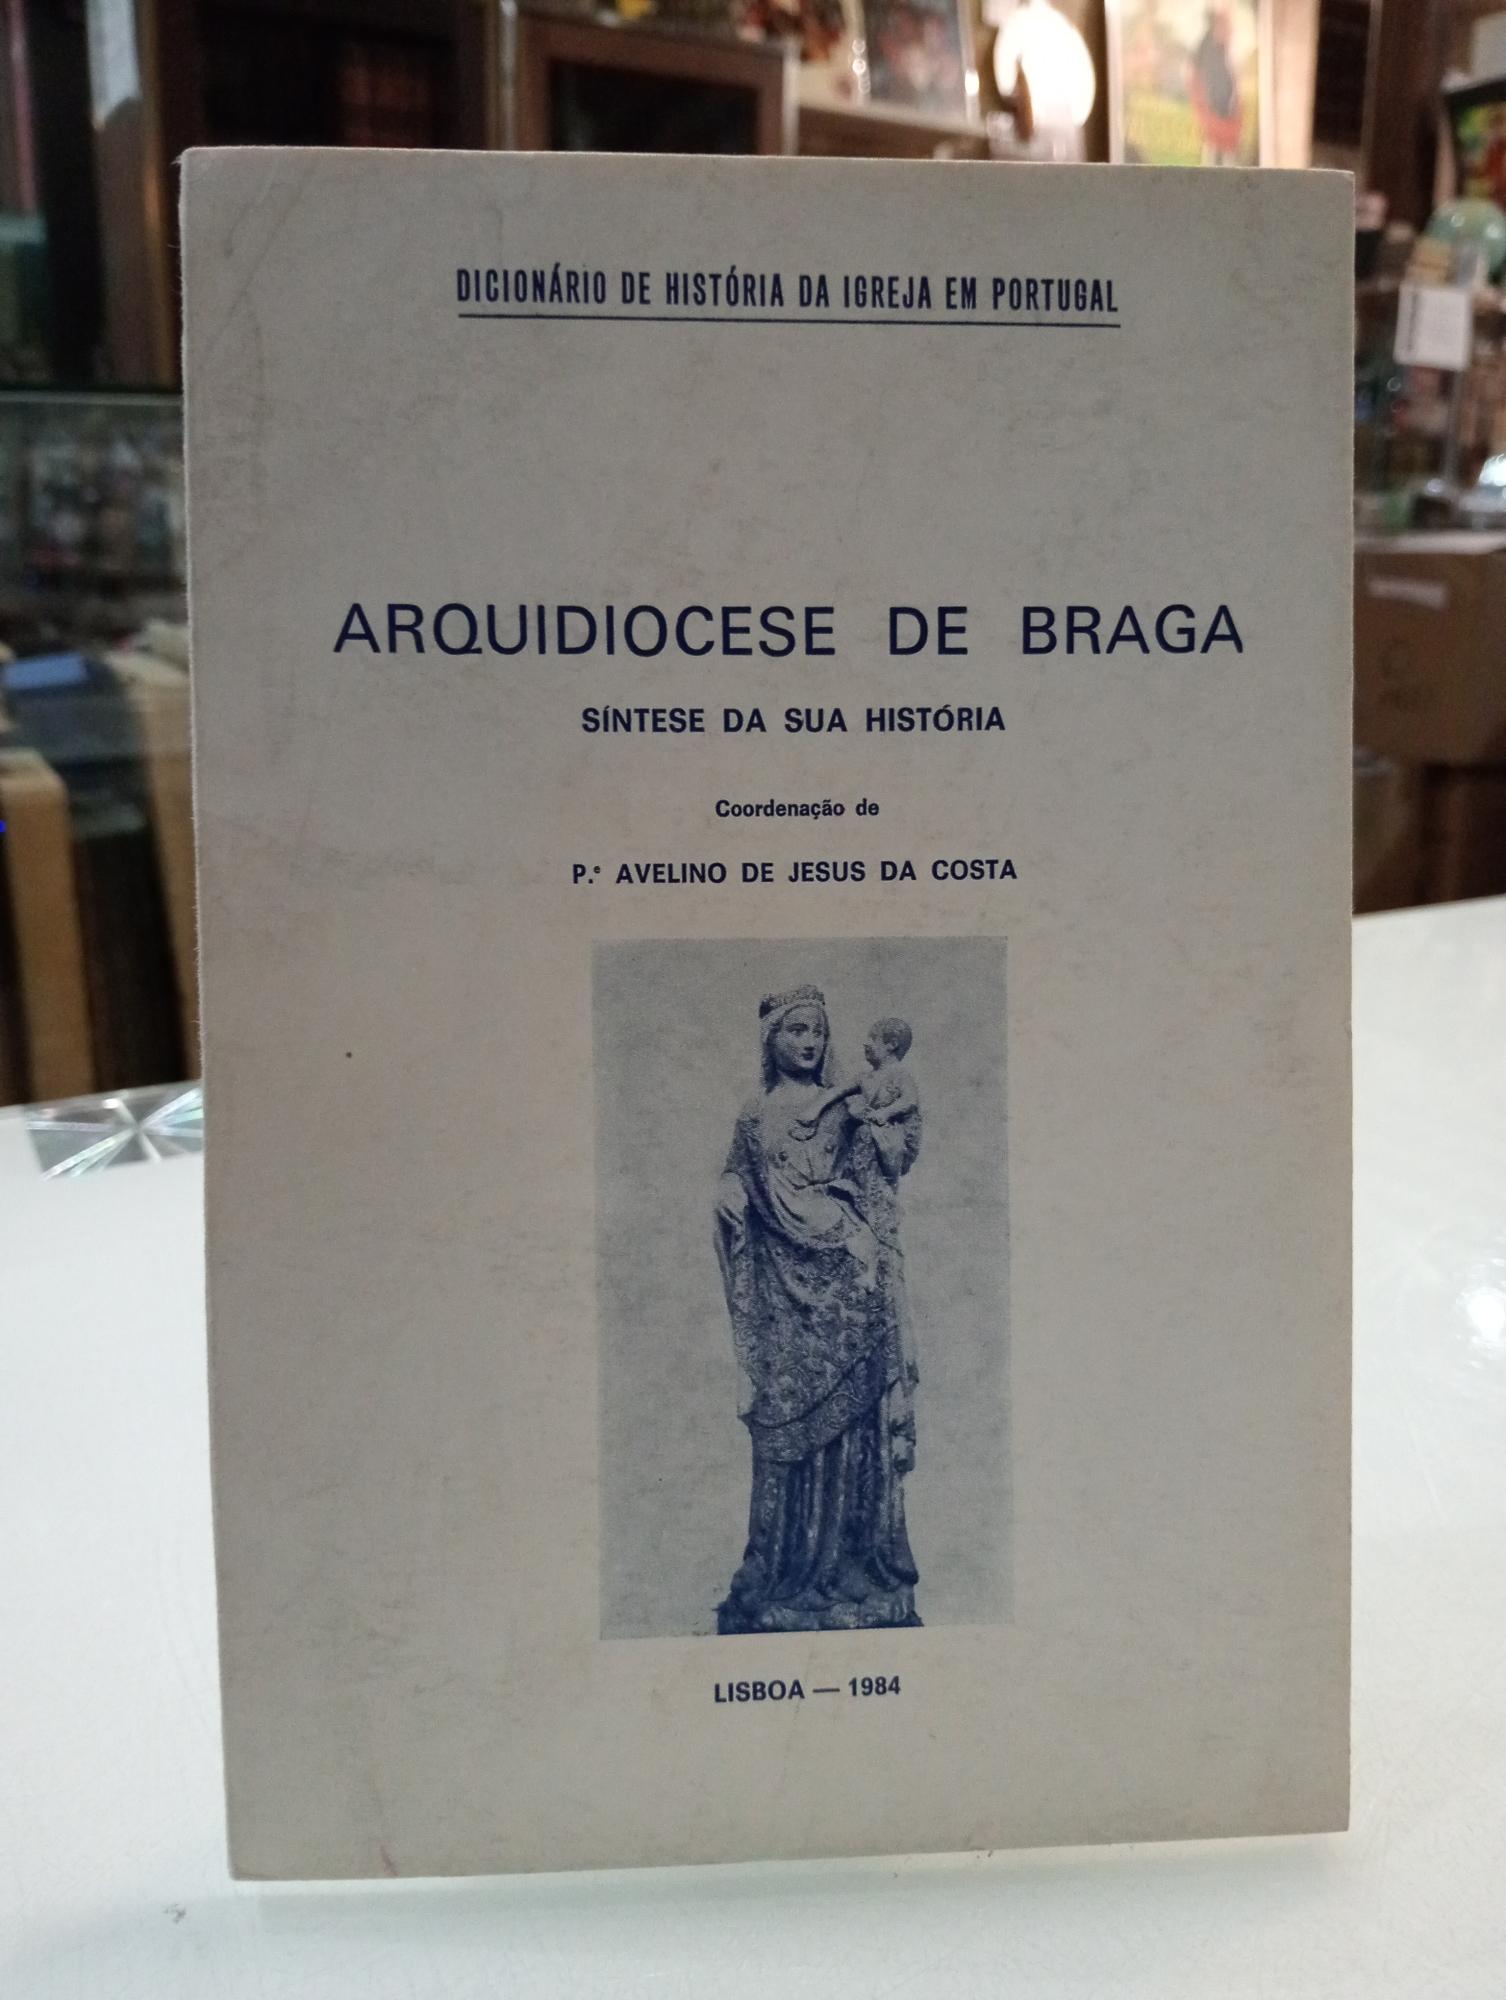 DICIONÁRIO DE HISTÓRIA DA IGREJA EM PORTUGAL
ARQUIDIOCESE DE BRAGA
SÍNTESE DA SUA HISTÓRIA
Coordenação de
P.e AVELINO DE JESUS DA COSTA
LISBOA — 1984